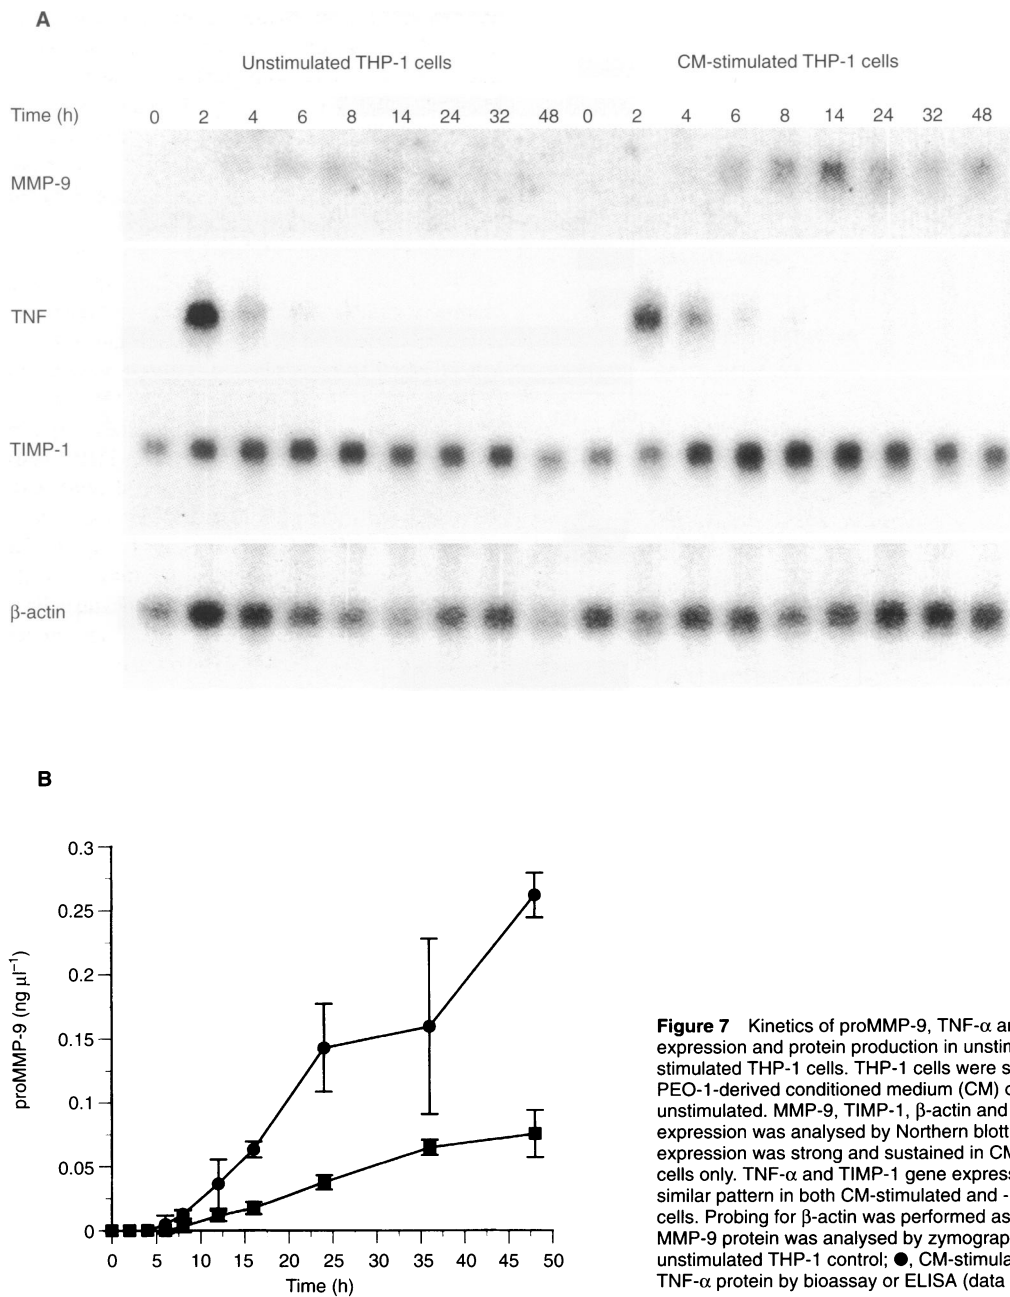 A
Unstimulated THP-1 cells CM-stimulated THP-1 cells
Time (h) 0 2 4 6 8 14 24 32 48 0 2 4 6 8 14 24 32 48
MMP-9
TNF
TIMP-1
β-actin
B
0.3
0.25
0.2
0.15
0.1
0.05
0
proMMP-9 (ng µl⁻¹)
0 5 10 15 20 25 30 35 40 45 50
Time (h)
Figure 7 Kinetics of proMMP-9, TNF-α
expression and protein production in
stimulated THP-1 cells. THP-1 cells were
PEO-1-derived conditioned medium (CM)
unstimulated. MMP-9, TIMP-1, β-actin and
expression was analysed by Northern
expression was strong and sustained in
cells only. TNF-α and TIMP-1 gene
similar pattern in both CM-stimulated and -
cells. Probing for β-actin was performed as
MMP-9 protein was analysed by
unstimulated THP-1 control; ●,
TNF-α protein by bioassay or ELISA (data